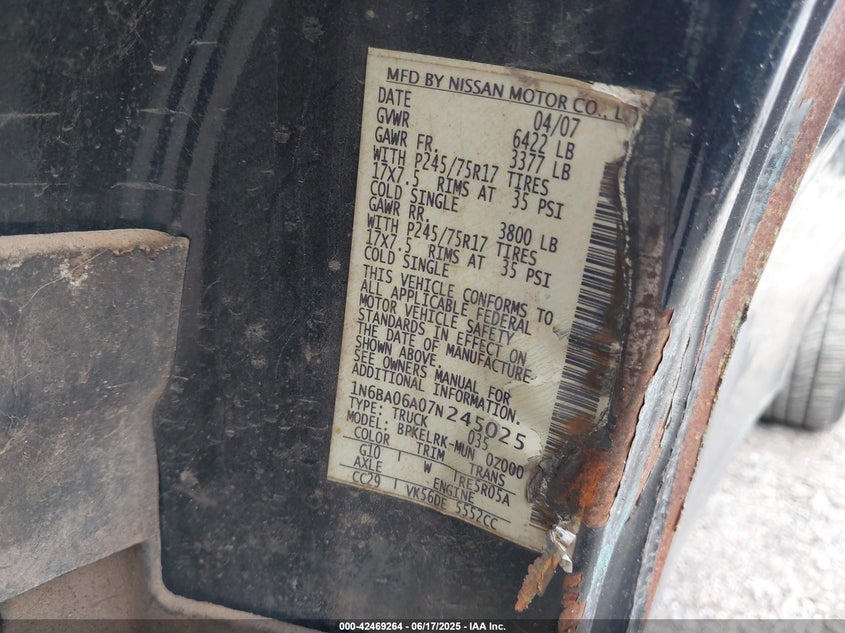 MFD BY NISSAN MOTOR CO., L
DATE 04/07
GVWR 6422 LB
GAWR FR. 3377 LB
WITH P245/75R17 TIRES
17X7.5 RIMS AT 35 PSI
COLD SINGLE
GAWR RR. 3800 LB
WITH P245/75R17 TIRES
17X7.5 RIMS AT 35 PSI
COLD SINGLE
THIS VEHICLE CONFORMS TO
ALL APPLICABLE FEDERAL
MOTOR VEHICLE SAFETY
STANDARDS IN EFFECT ON
THE DATE OF MANUFACTURE
SHOWN ABOVE.
SEE OWNERS MANUAL FOR
ADDITIONAL INFORMATION.
1N6BA06A07N245025
TYPE: TRUCK 035
MODEL: BPKELRK-MUN 0Z000
COLOR TRIM TRANS
G10 W TRE5R05A
AXLE ENGINE
CC29 VK56DE 5552CC
000-42469264 - 06/17/2025 - IAA Inc.